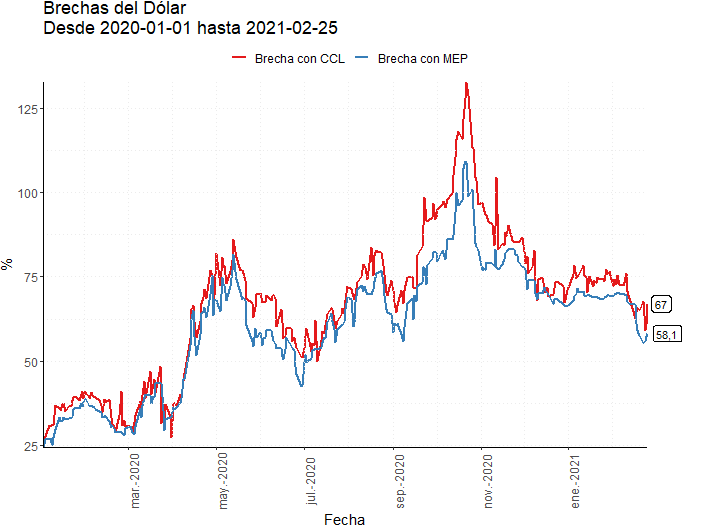 Brechas del Dólar
Desde 2020-01-01 hasta 2021-02-25
Brecha con CCL
Brecha con MEP
%
125
100
75
50
25
67
58,1
mar.-2020
may.-2020
jul.-2020
sep.-2020
nov.-2020
ene.-2021
Fecha